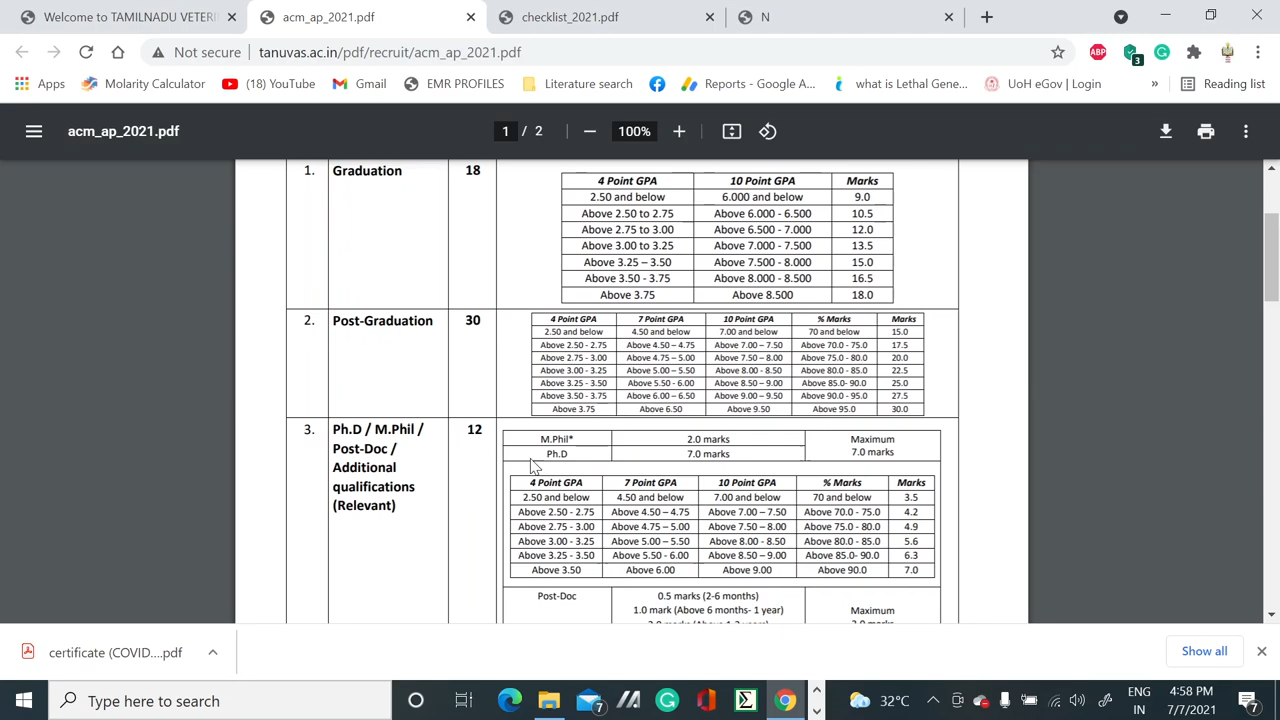 Welcome to TAMILNADU VETERI
acm_ap_2021.pdf
checklist_2021.pdf
N
Not secure
tanuvas.ac.in/pdf/recruit/acm_ap_2021.pdf
ABP
3
Apps
Molarity Calculator
(18) YouTube
Gmail
EMR PROFILES
Literature search
Reports - Google A...
what is Lethal Gene...
UoH eGov | Login
»
Reading list
acm_ap_2021.pdf
1 / 2
100%
1. Graduation 18
4 Point GPA 10 Point GPA Marks
2.50 and below 6.000 and below 9.0
Above 2.50 to 2.75 Above 6.000 - 6.500 10.5
Above 2.75 to 3.00 Above 6.500 - 7.000 12.0
Above 3.00 to 3.25 Above 7.000 - 7.500 13.5
Above 3.25 – 3.50 Above 7.500 - 8.000 15.0
Above 3.50 - 3.75 Above 8.000 - 8.500 16.5
Above 3.75 Above 8.500 18.0
2. Post-Graduation 30
4 Point GPA 7 Point GPA 10 Point GPA % Marks Marks
2.50 and below 4.50 and below 7.00 and below 70 and below 15.0
Above 2.50 - 2.75 Above 4.50 – 4.75 Above 7.00 – 7.50 Above 70.0 - 75.0 17.5
Above 2.75 - 3.00 Above 4.75 – 5.00 Above 7.50 – 8.00 Above 75.0 - 80.0 20.0
Above 3.00 - 3.25 Above 5.00 – 5.50 Above 8.00 - 8.50 Above 80.0 - 85.0 22.5
Above 3.25 - 3.50 Above 5.50 - 6.00 Above 8.50 – 9.00 Above 85.0- 90.0 25.0
Above 3.50 - 3.75 Above 6.00 – 6.50 Above 9.00 – 9.50 Above 90.0 - 95.0 27.5
Above 3.75 Above 6.50 Above 9.50 Above 95.0 30.0
3. Ph.D / M.Phil / 12
Post-Doc /
Additional
qualifications
(Relevant)
M.Phil* 2.0 marks Maximum
Ph.D 7.0 marks 7.0 marks
4 Point GPA 7 Point GPA 10 Point GPA % Marks Marks
2.50 and below 4.50 and below 7.00 and below 70 and below 3.5
Above 2.50 - 2.75 Above 4.50 – 4.75 Above 7.00 – 7.50 Above 70.0 - 75.0 4.2
Above 2.75 - 3.00 Above 4.75 – 5.00 Above 7.50 – 8.00 Above 75.0 - 80.0 4.9
Above 3.00 - 3.25 Above 5.00 – 5.50 Above 8.00 - 8.50 Above 80.0 - 85.0 5.6
Above 3.25 - 3.50 Above 5.50 - 6.00 Above 8.50 – 9.00 Above 85.0- 90.0 6.3
Above 3.50 Above 6.00 Above 9.00 Above 90.0 7.0
Post-Doc 0.5 marks (2-6 months)
1.0 mark (Above 6 months- 1 year) Maximum
certificate (COVID....pdf
Show all
Type here to search
7
32°C
ENG
IN
4:58 PM
7/7/2021
7